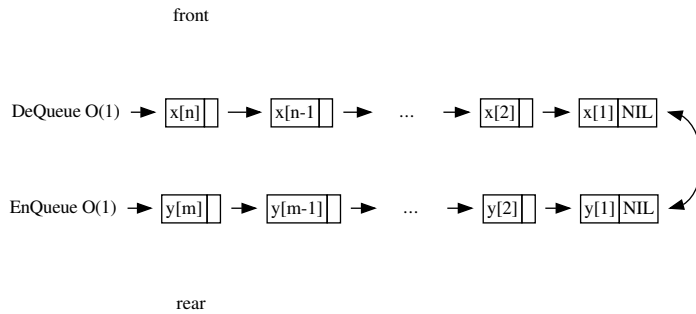 front
DeQueue O(1) x[n] x[n-1 ... x[2] x[1] NIL
EnQueue O(1) y[m] y[m-1] ... y[2] y[1] NIL
rear